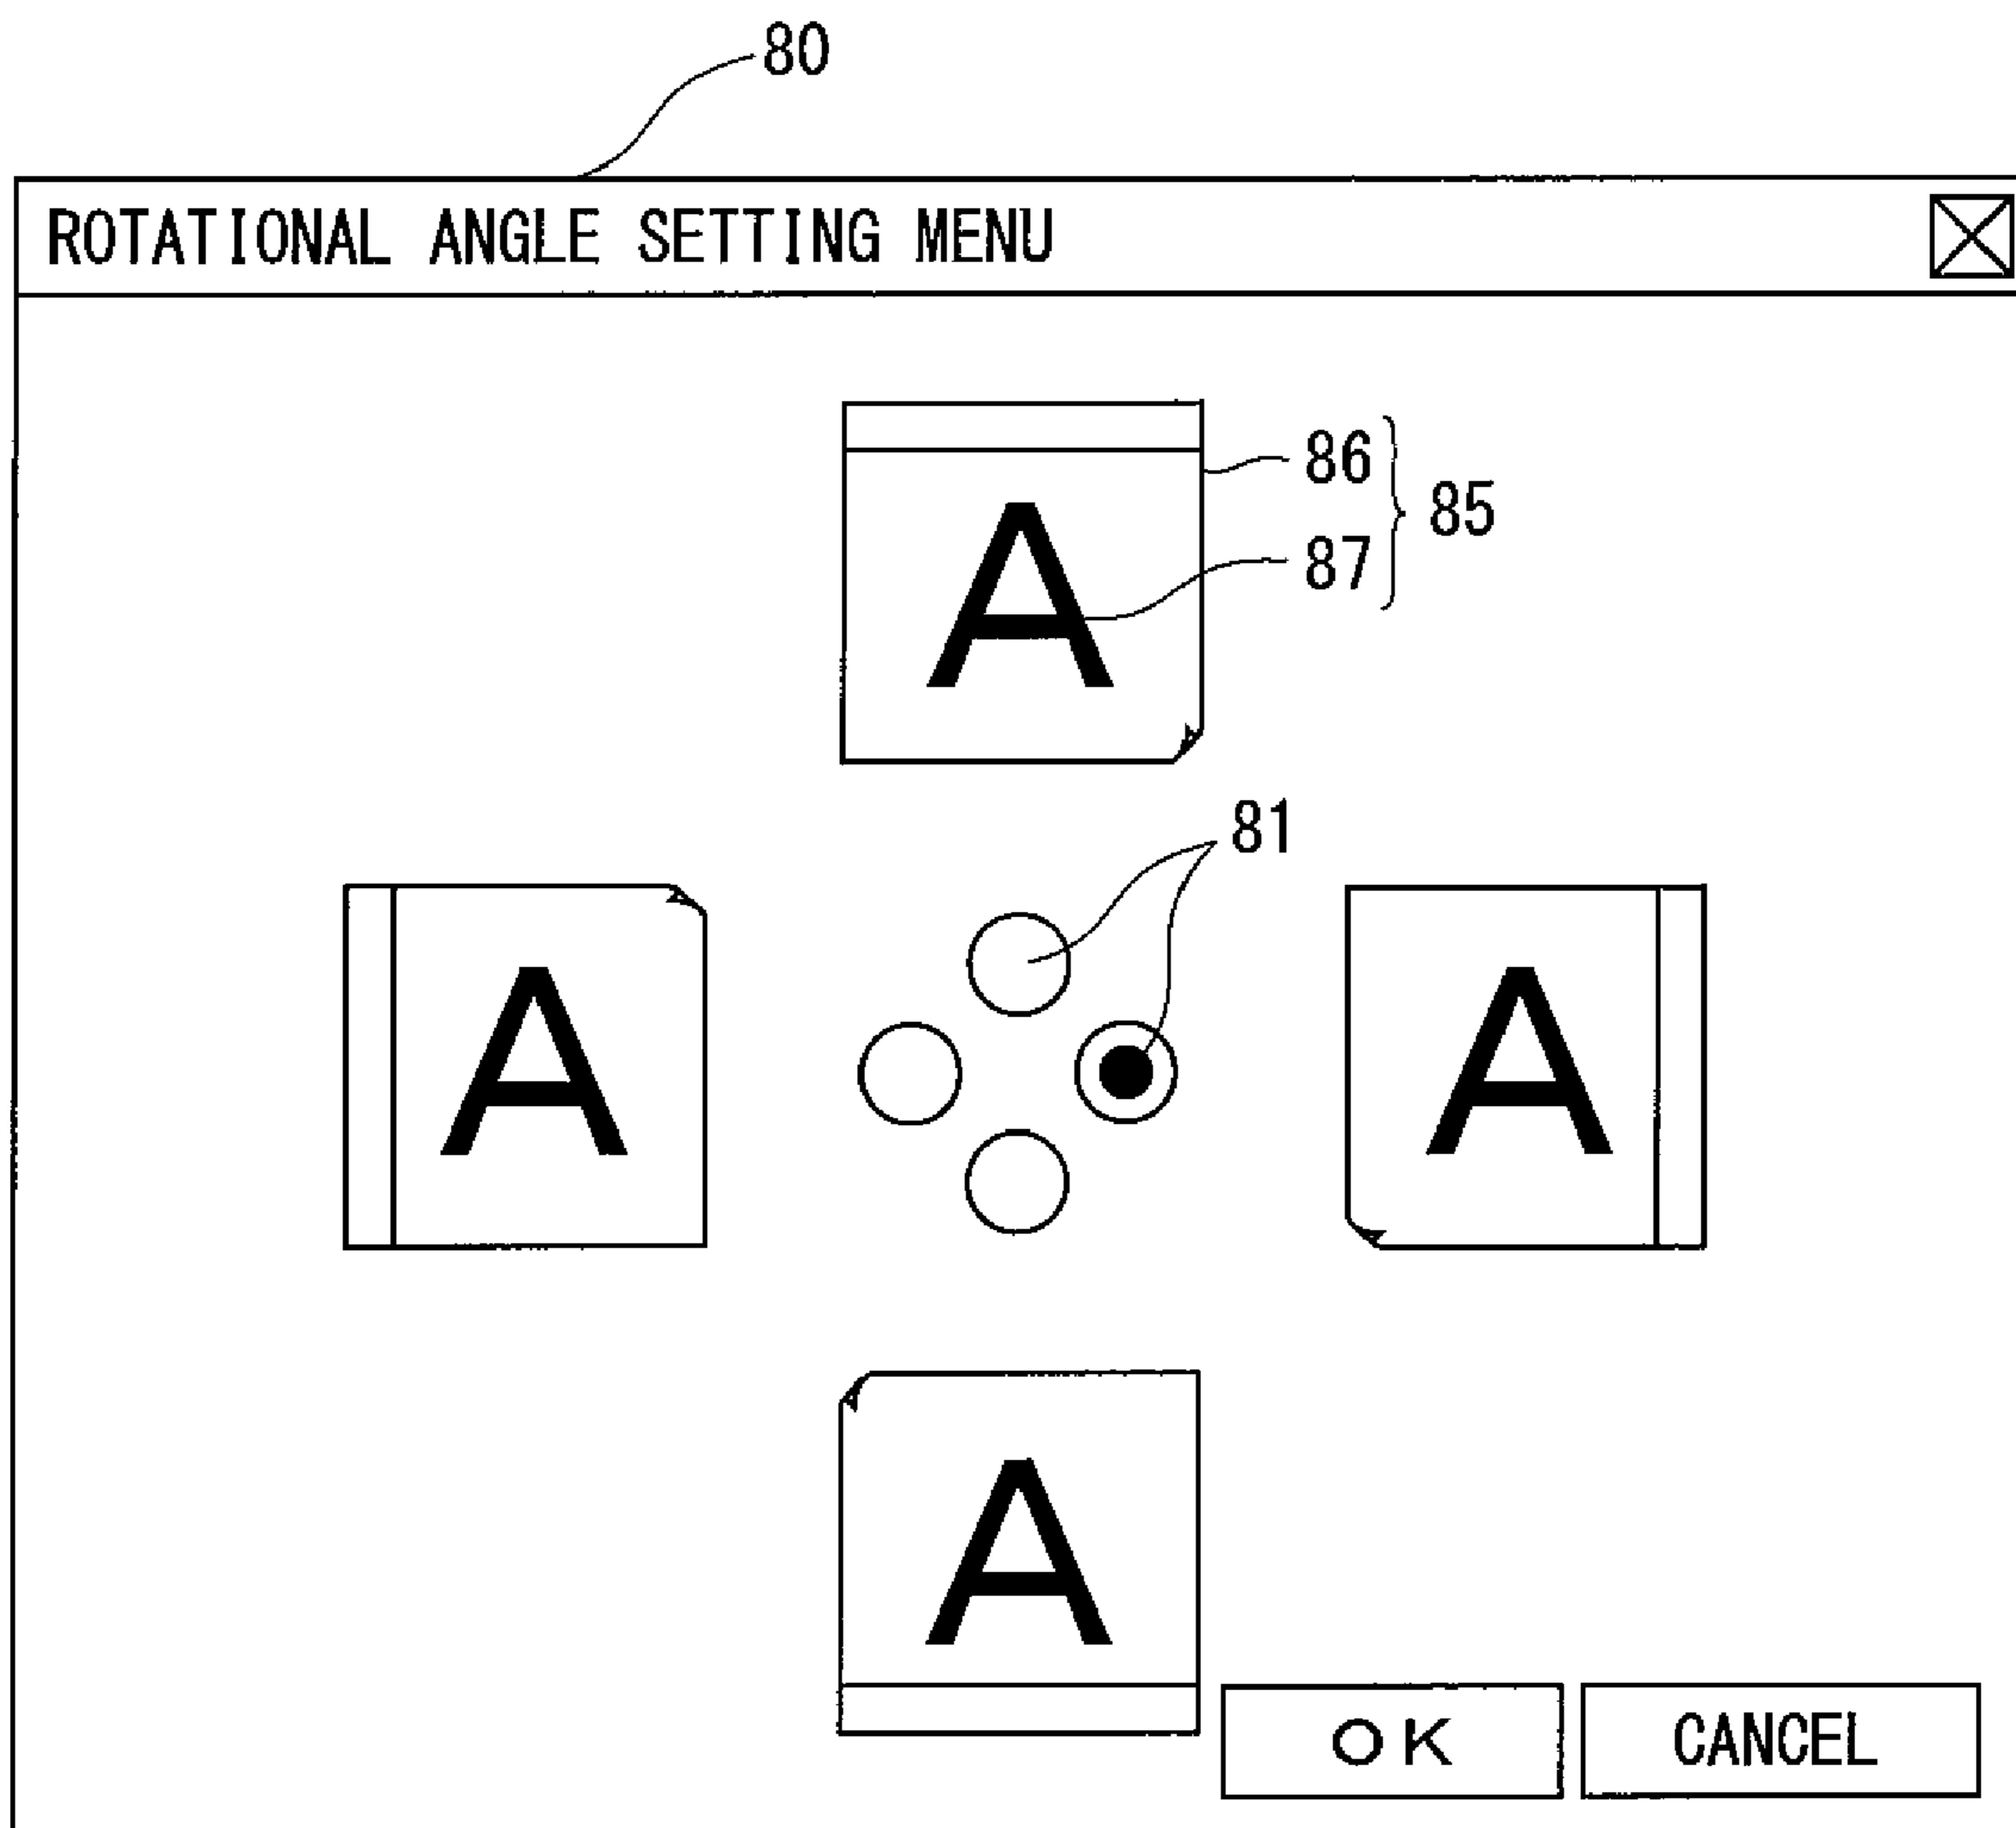 80
ROTATIONAL ANGLE SETTING MENU
86
85
A
87
81
A
A
A
OK
CANCEL